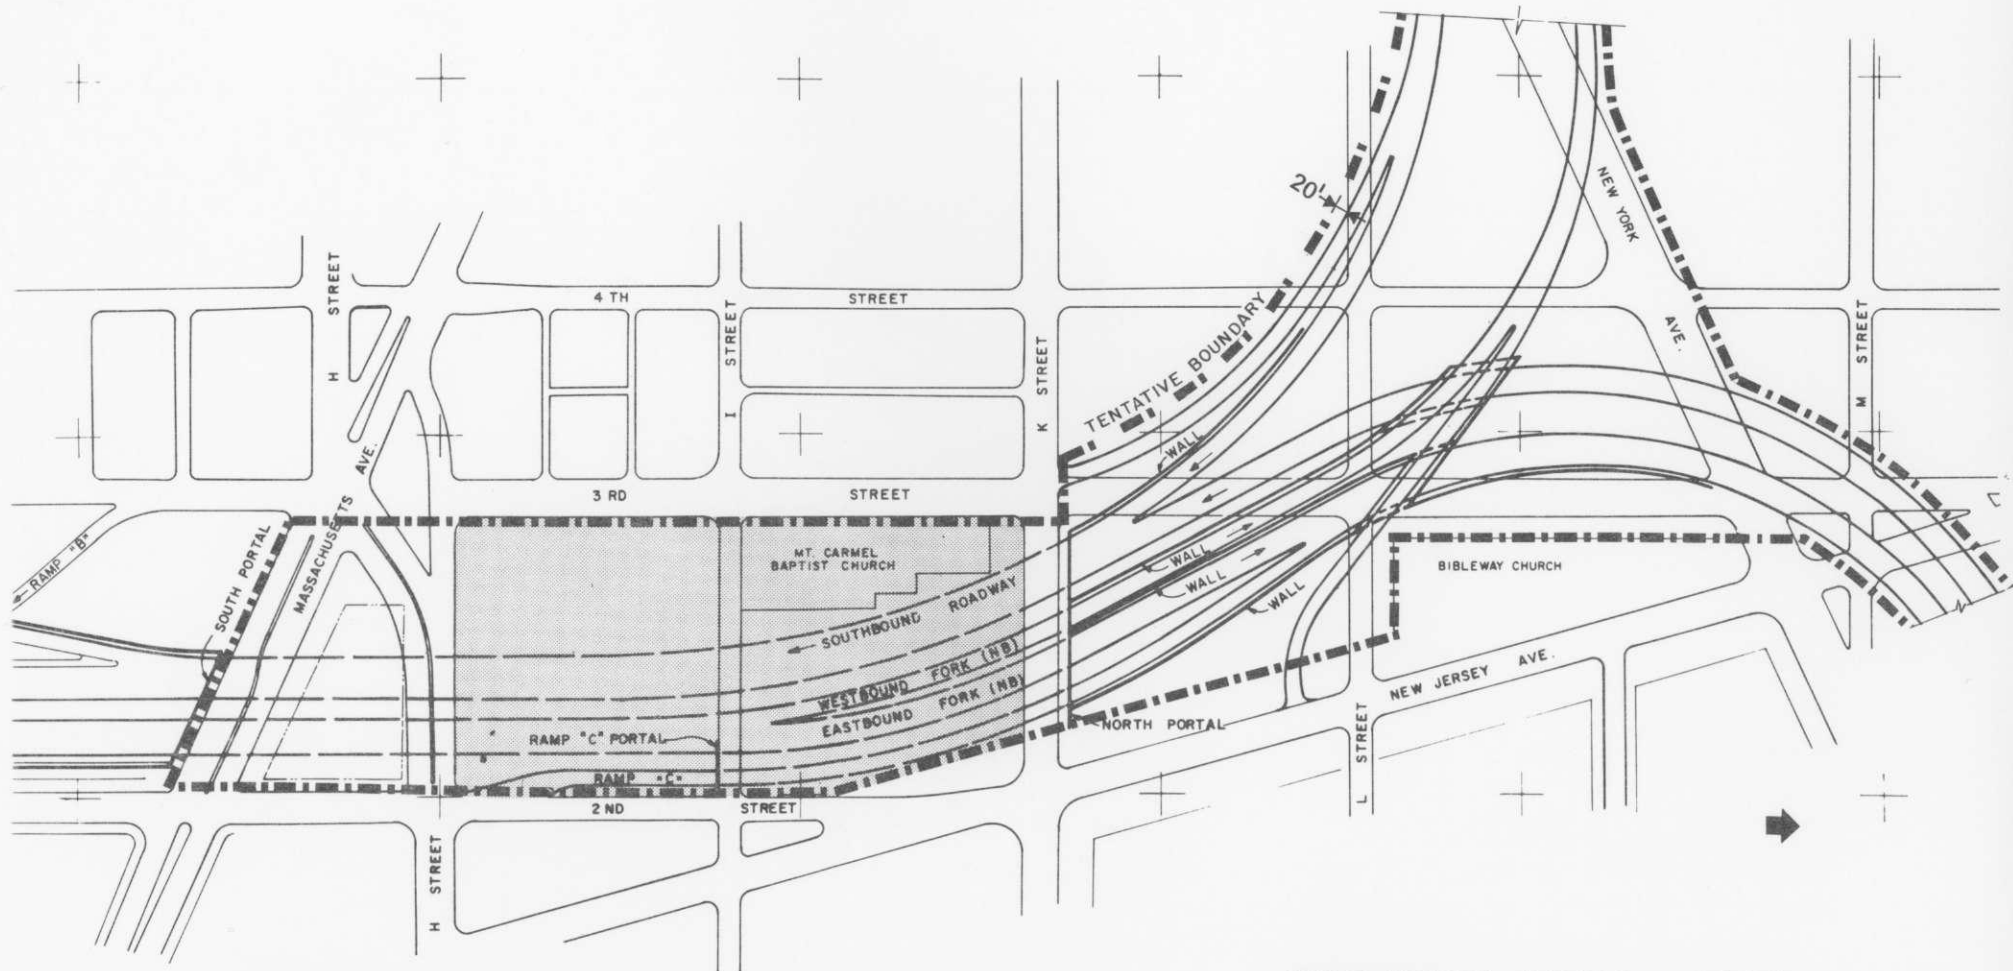 20'
NEW YORK
AVE.
H STREET
4 TH STREET
I STREET
K STREET
TENTATIVE BOUNDARY
M STREET
WALL
MASSACHUSETTS AVE.
3 RD STREET
RAMP "B"
SOUTH PORTAL
MT. CARMEL
BAPTIST CHURCH
SOUTHBOUND ROADWAY
WALL
WALL
WALL
BIBLEWAY CHURCH
WESTBOUND FORK (NB)
EASTBOUND FORK (NB)
NEW JERSEY AVE.
NORTH PORTAL
RAMP "C" PORTAL
RAMP "C"
L STREET
2 ND STREET
H STREET